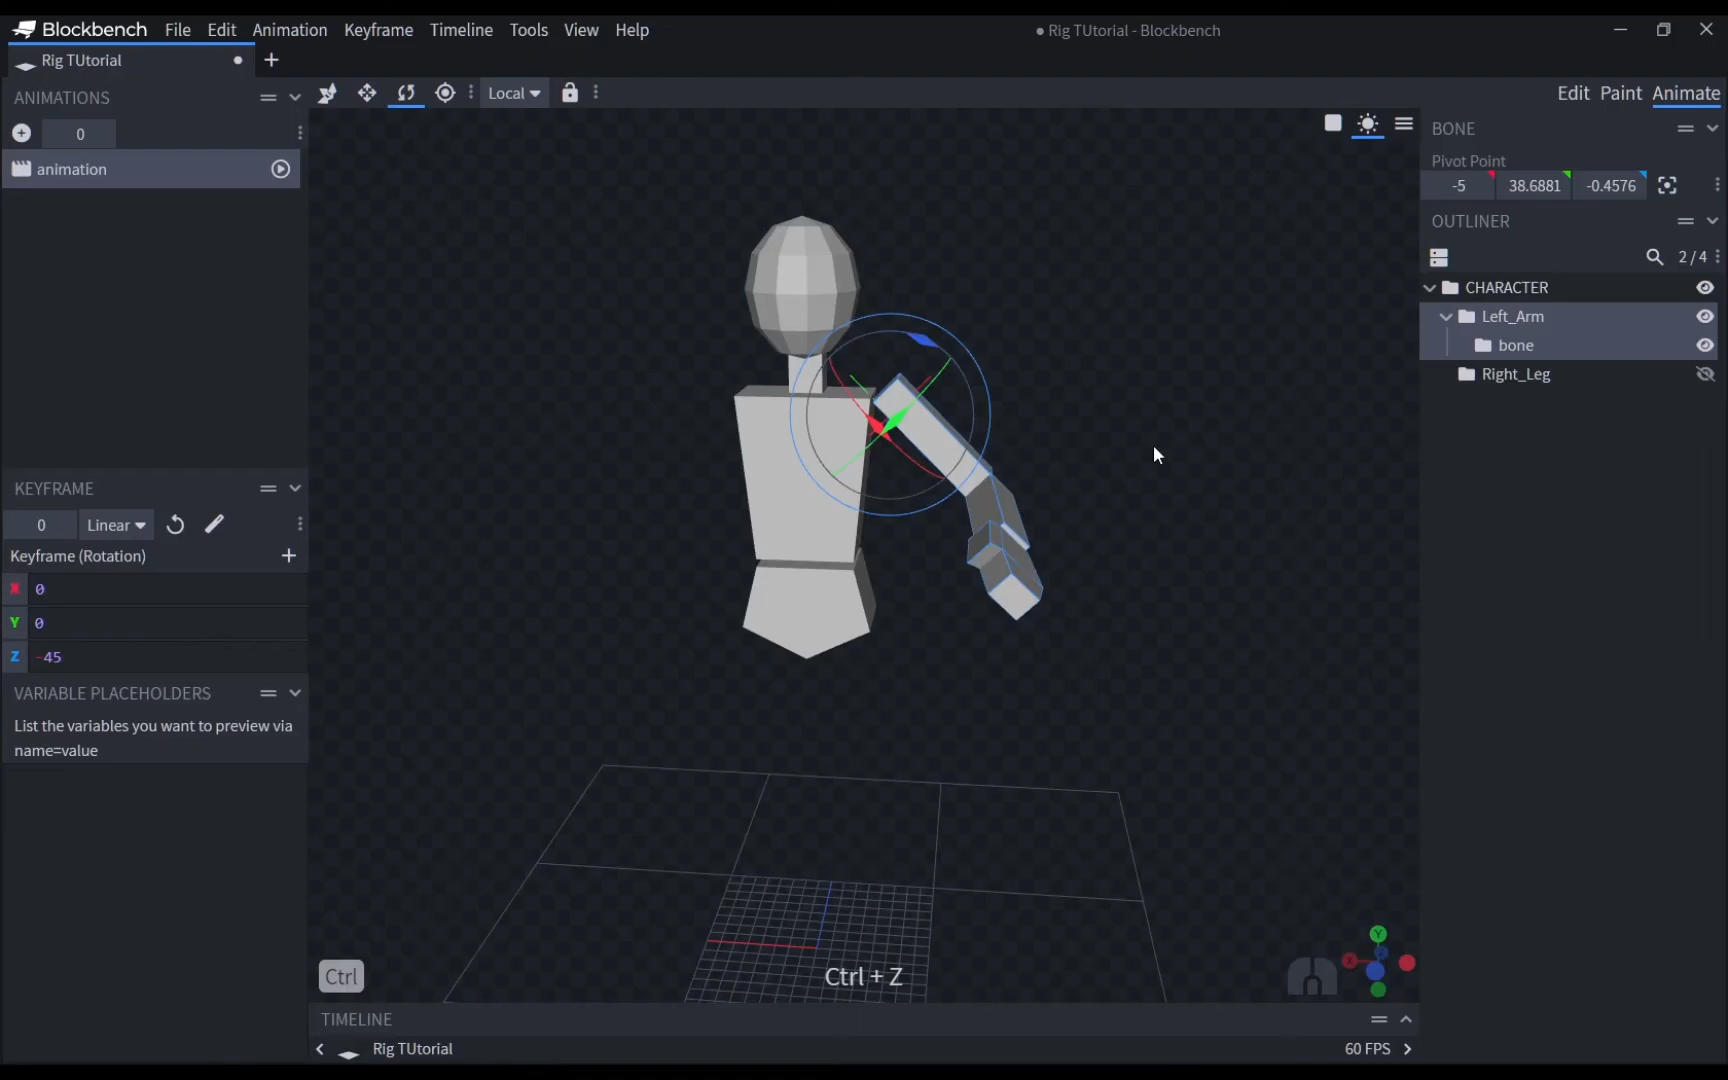 Blockbench File Edit Animation Keyframe Timeline Tools View Help
Rig TUtorial - Blockbench
Rig TUtorial
ANIMATIONS
0
animation
Local
Edit Paint Animate
BONE
Pivot Point
-5 38.6881 -0.4576
OUTLINER
2 / 4
CHARACTER
Left_Arm
bone
Right_Leg
KEYFRAME
0 Linear
Keyframe (Rotation)
X 0
Y 0
Z -45
VARIABLE PLACEHOLDERS
List the variables you want to preview via
name=value
Y
X
Ctrl
Ctrl + Z
TIMELINE
Rig TUtorial
60 FPS